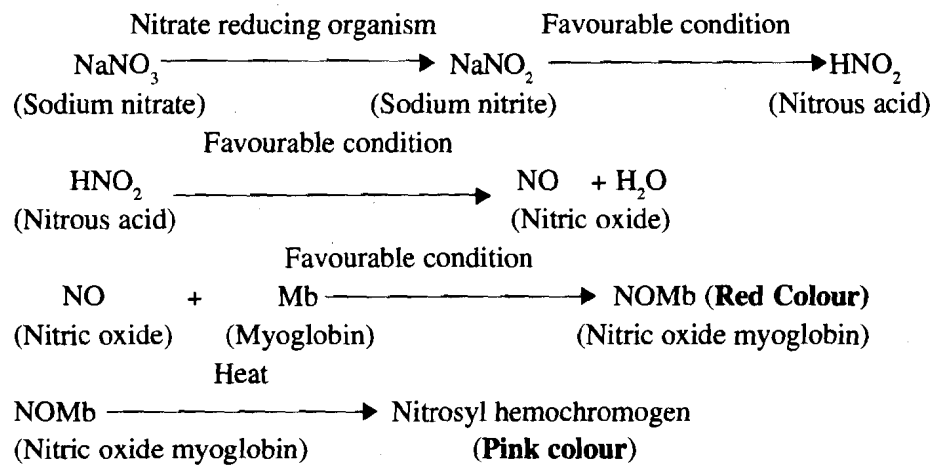 Nitrate reducing organism Favourable condition
NaNO₃ → NaNO₂ → HNO₂
(Sodium nitrate) (Sodium nitrite) (Nitrous acid)
Favourable condition
HNO₂ → NO + H₂O
(Nitrous acid) (Nitric oxide)
Favourable condition
NO + Mb → NOMb (Red Colour)
(Nitric oxide) (Myoglobin) (Nitric oxide myoglobin)
Heat
NOMb → Nitrosyl hemochromogen
(Nitric oxide myoglobin) (Pink colour)